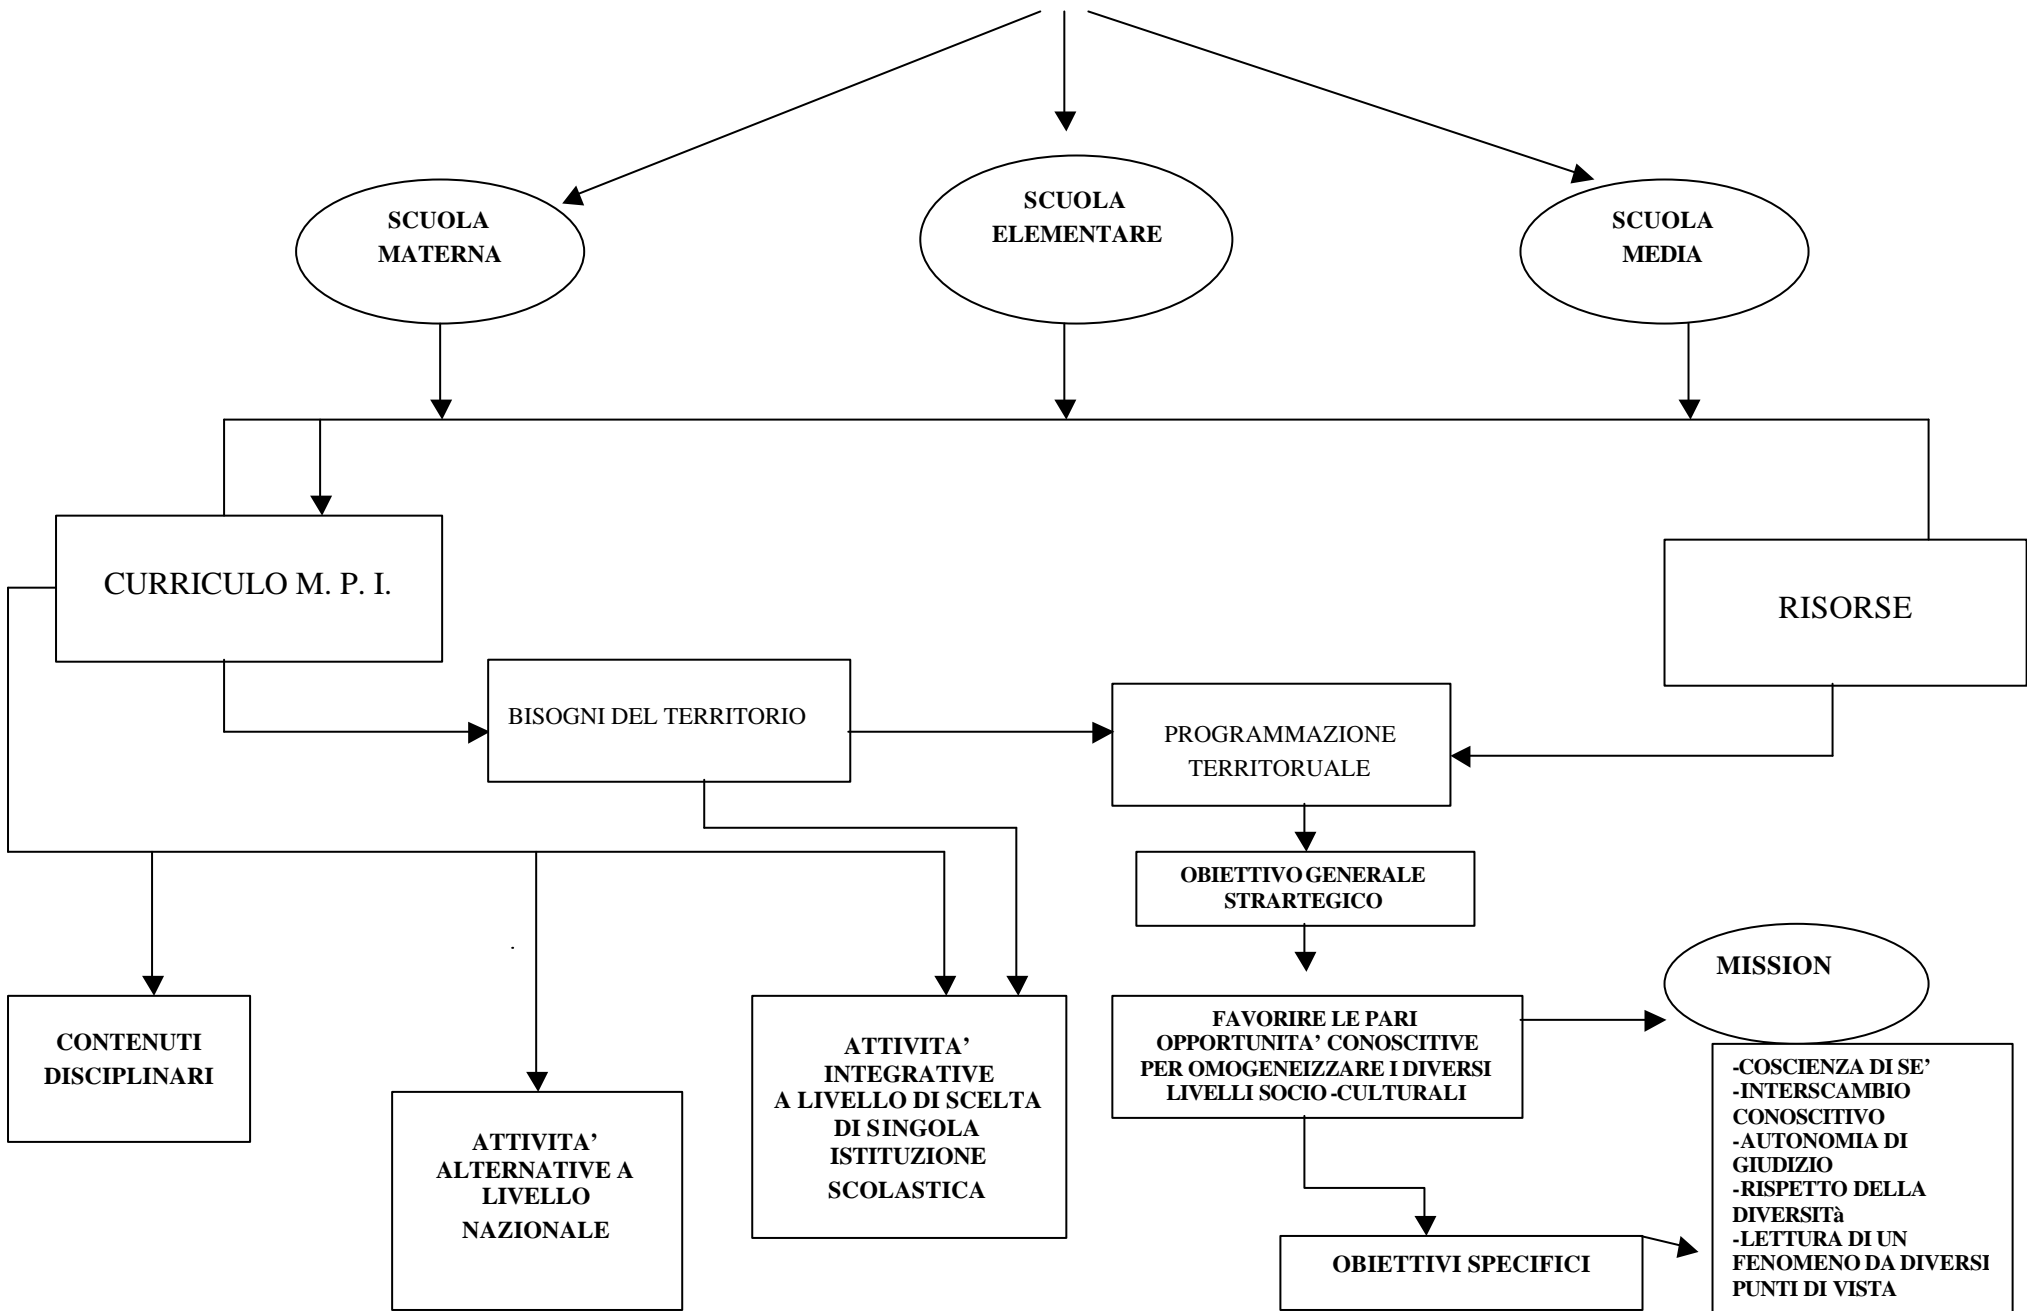 SCUOLA
MATERNA
SCUOLA
ELEMENTARE
SCUOLA
MEDIA
CURRICULO M. P. I.
RISORSE
BISOGNI DEL TERRITORIO
PROGRAMMAZIONE
TERRITORUALE
OBIETTIVO GENERALE
STRARTEGICO
MISSION
CONTENUTI
DISCIPLINARI
ATTIVITA’
ALTERNATIVE A
LIVELLO
NAZIONALE
ATTIVITA’
INTEGRATIVE
A LIVELLO DI SCELTA
DI SINGOLA
ISTITUZIONE
SCOLASTICA
FAVORIRE LE PARI
OPPORTUNITA’ CONOSCITIVE
PER OMOGENEIZZARE I DIVERSI
LIVELLI SOCIO-CULTURALI
-COSCIENZA DI SE’
-INTERSCAMBIO
CONOSCITIVO
-AUTONOMIA DI
GIUDIZIO
-RISPETTO DELLA
DIVERSITà
-LETTURA DI UN
FENOMENO DA DIVERSI
PUNTI DI VISTA
OBIETTIVI SPECIFICI